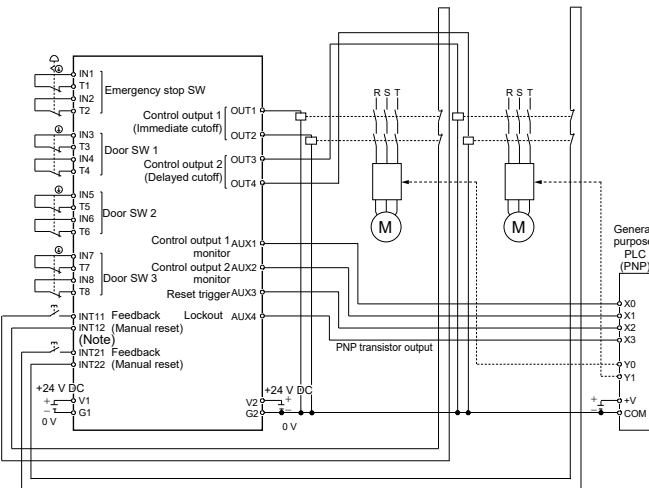 IN1
T1
IN2
T2
Emergency stop SW
IN3
T3
IN4
T4
Door SW 1
IN5
T5
IN6
T6
Door SW 2
IN7
T7
IN8
T8
Door SW 3
INT11 Feedback
INT12 (Manual reset)
(Note)
INT21 Feedback
INT22 (Manual reset)
+24 V DC
+
−
V1
G1
0 V
Control output 1
(Immediate cutoff)
OUT1
OUT2
Control output 2
(Delayed cutoff)
OUT3
OUT4
Control output 1
monitor
AUX1
Control output 2
monitor
AUX2
Reset trigger AUX3
Lockout AUX4
PNP transistor output
+24 V DC
V2
G2
+
−
0 V
R S T
M
R S T
M
General
purpose
PLC
(PNP)
X0
X1
X2
X3
Y0
Y1
+
−
+V
COM